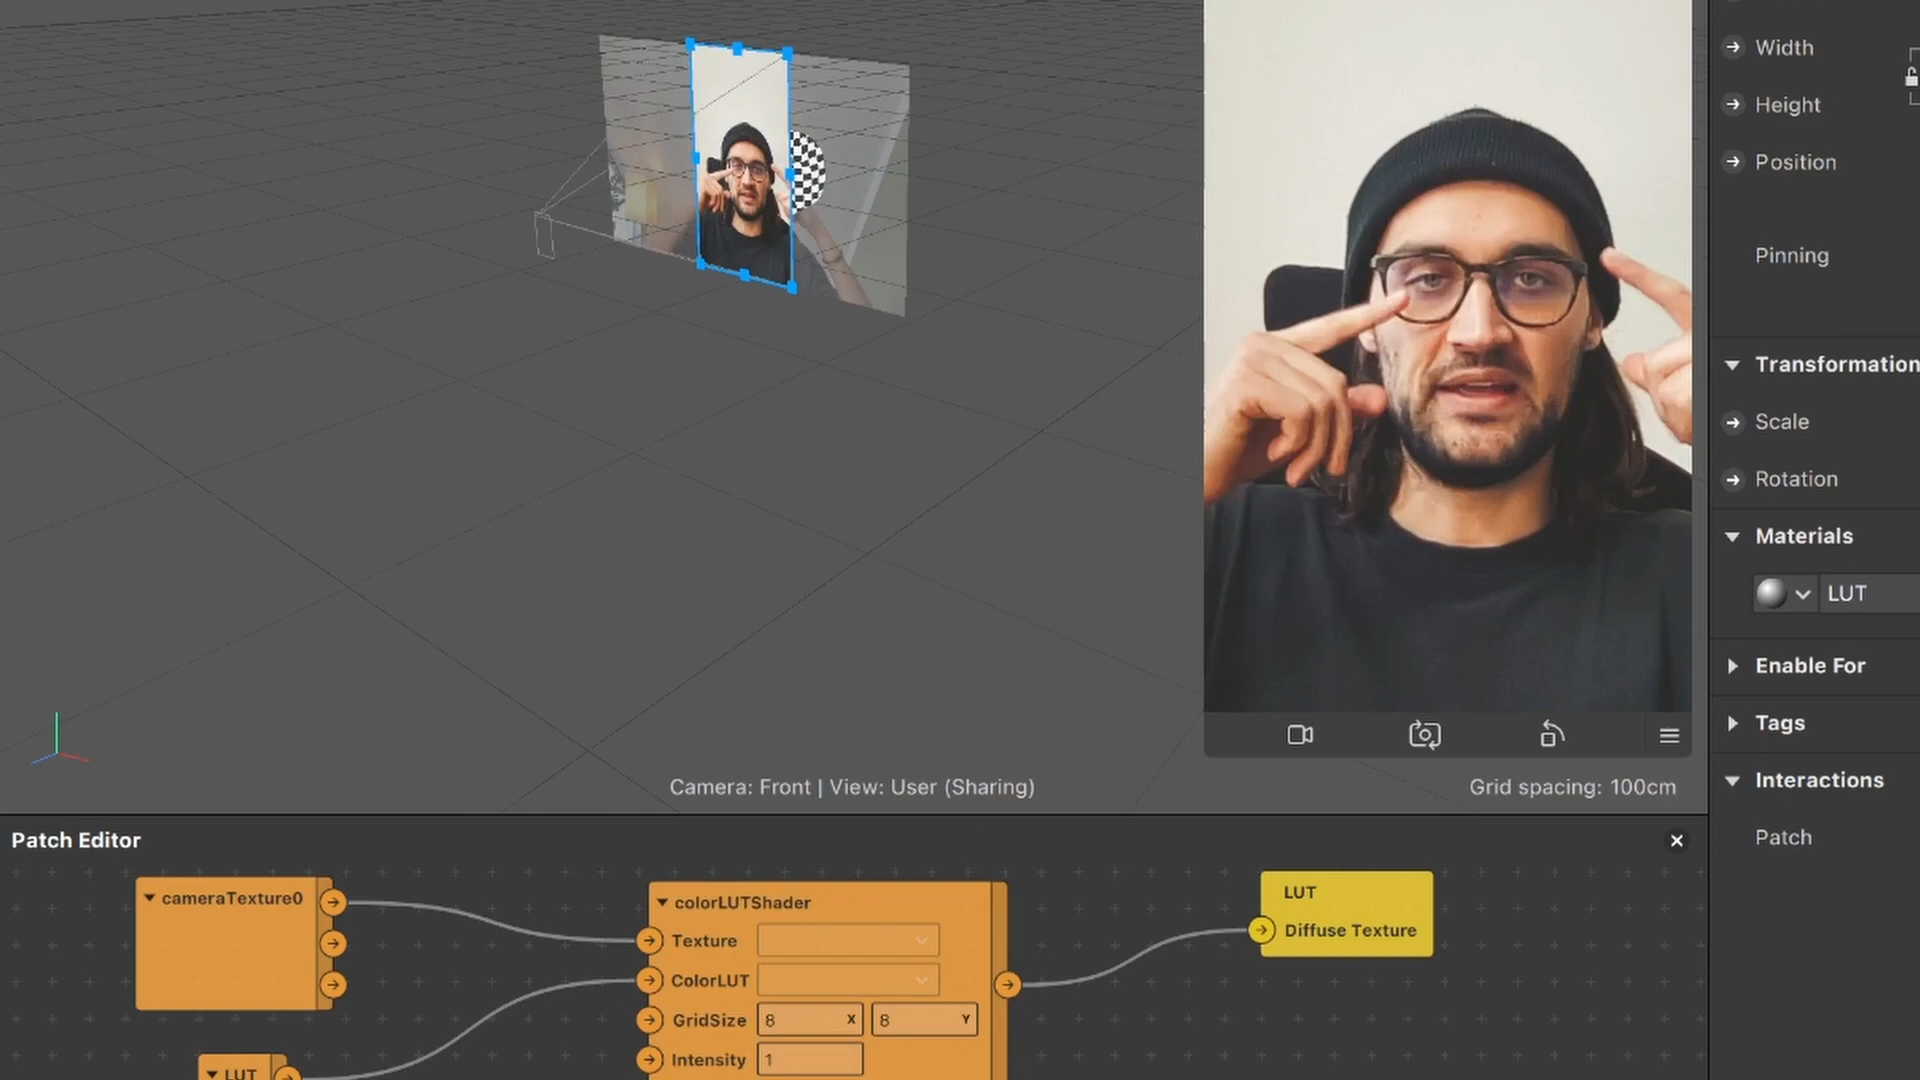 Width
Height
Position
Pinning
Transformation
Scale
Rotation
Materials
LUT
Enable For
Tags
Interactions
Patch
Camera: Front | View: User (Sharing)
Grid spacing: 100cm
Patch Editor
cameraTexture0
LUT
colorLUTShader
Texture
ColorLUT
GridSize 8 X 8 Y
Intensity 1
LUT
Diffuse Texture